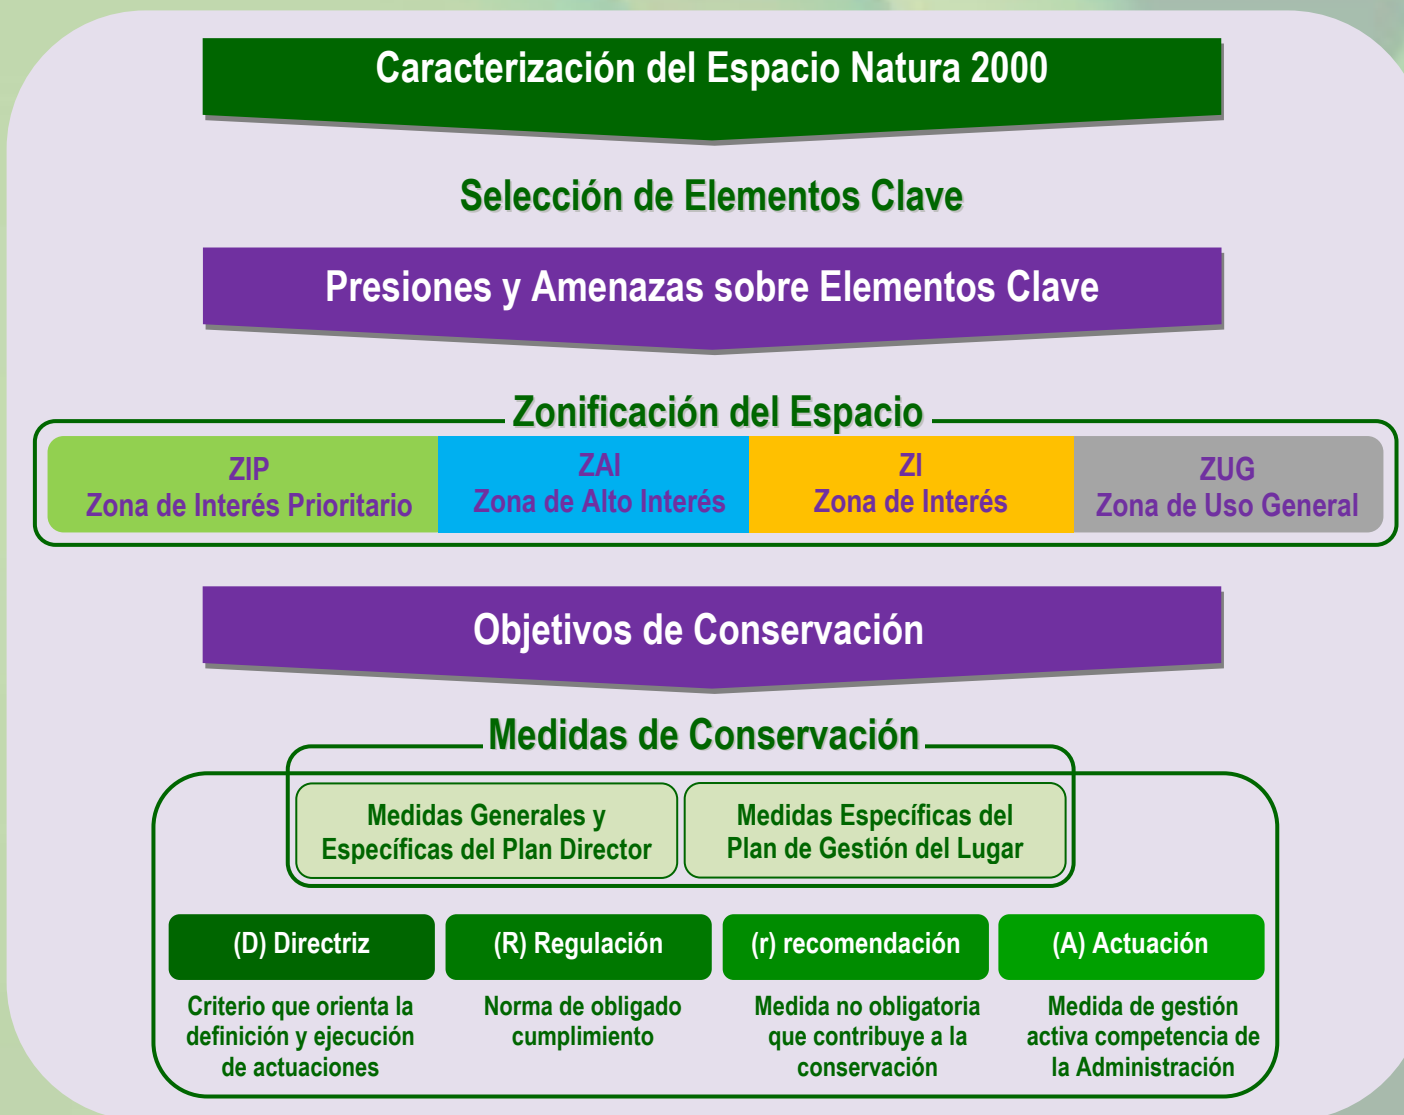 Caracterización del Espacio Natura 2000
Selección de Elementos Clave
Presiones y Amenazas sobre Elementos Clave
Zonificación del Espacio
ZIP
Zona de Interés Prioritario
ZAI
Zona de Alto Interés
ZI
Zona de Interés
ZUG
Zona de Uso General
Objetivos de Conservación
Medidas de Conservación
Medidas Generales y
Específicas del Plan Director
Medidas Específicas del
Plan de Gestión del Lugar
(D) Directriz
Criterio que orienta la
definición y ejecución
de actuaciones
(R) Regulación
Norma de obligado
cumplimiento
(r) recomendación
Medida no obligatoria
que contribuye a la
conservación
(A) Actuación
Medida de gestión
activa competencia de
la Administración